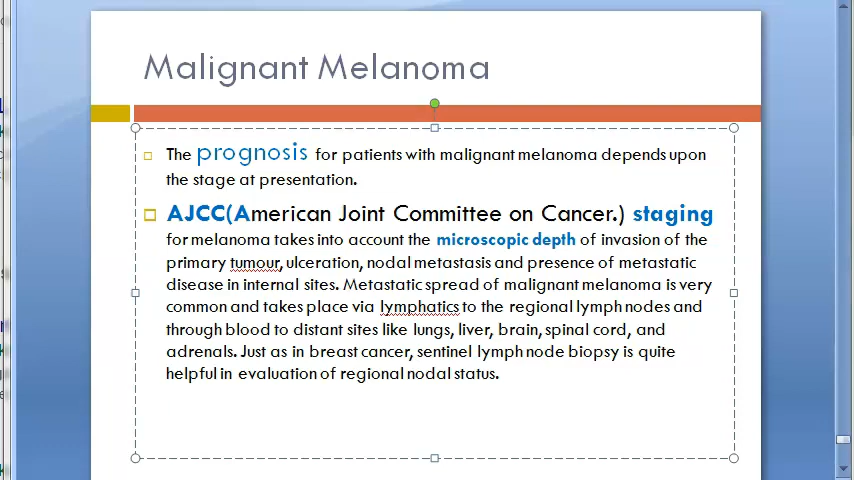 Malignant Melanoma
The prognosis for patients with malignant melanoma depends upon
the stage at presentation.
AJCC(American Joint Committee on Cancer.) staging
for melanoma takes into account the microscopic depth of invasion of the
primary tumour, ulceration, nodal metastasis and presence of metastatic
disease in internal sites. Metastatic spread of malignant melanoma is very
common and takes place via lymphatics to the regional lymph nodes and
through blood to distant sites like lungs, liver, brain, spinal cord, and
adrenals. Just as in breast cancer, sentinel lymph node biopsy is quite
helpful in evaluation of regional nodal status.